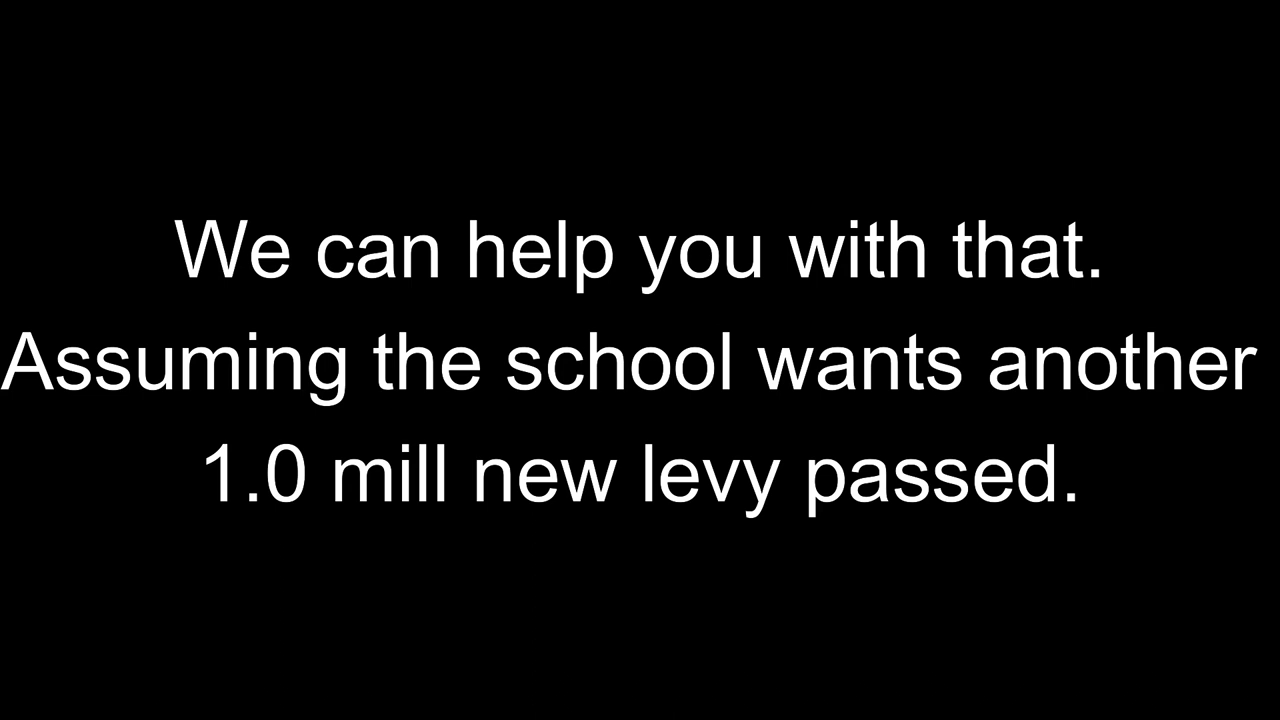 We can help you with that.
Assuming the school wants another
1.0 mill new levy passed.